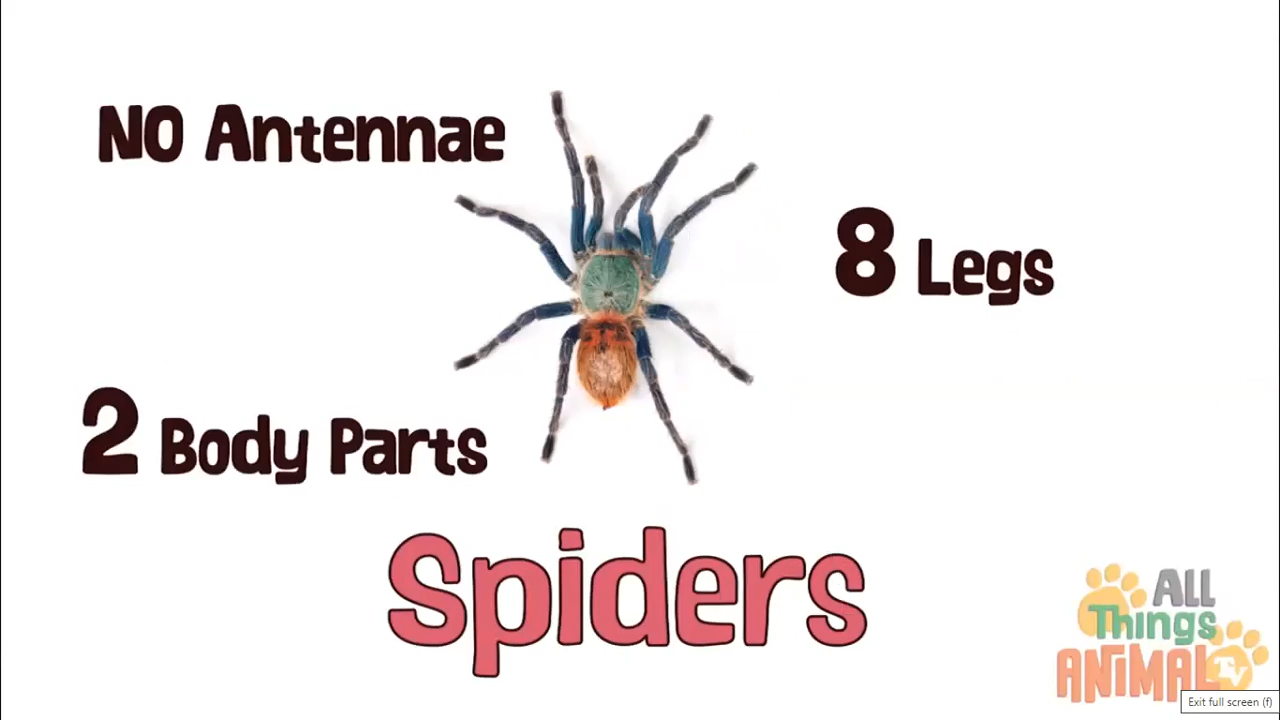 NO Antennae
8 Legs
2 Body Parts
Spiders
ALL
Things
ANIMAL
TV
Exit full screen (f)